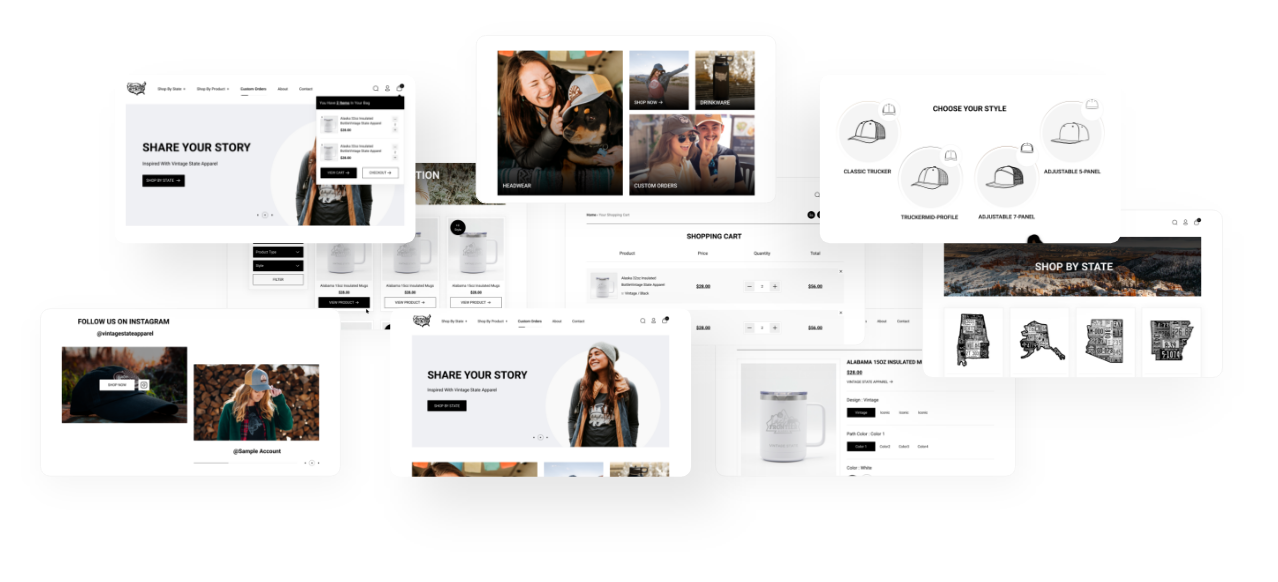 Shop By State
Shop By Product
Custom Orders
About
Contact
You Have 2 Items In Your Bag
Alaska 32oz Insulated
Bottle Vintage State Apparel
$28.00
Alaska 32oz Insulated
Bottle Vintage State Apparel
$28.00
VIEW CART →
CHECKOUT →
SHARE YOUR STORY
Inspired With Vintage State Apparel
SHOP BY STATE →
HEADWEAR
SHOP NOW →
DRINKWARE
CUSTOM ORDERS
CHOOSE YOUR STYLE
CLASSIC TRUCKER
TRUCKERMID-PROFILE
ADJUSTABLE 7-PANEL
ADJUSTABLE 5-PANEL
TION
Product Type
Style
FILTER
Alabama 15oz Insulated Mugs
$28.00
VIEW PRODUCT →
Alabama 15oz Insulated Mugs
$28.00
VIEW PRODUCT →
Alabama 15oz Insulated Mugs
$28.00
VIEW PRODUCT →
Home
Your Shopping Cart
SHOPPING CART
Product
Price
Quantity
Total
Alaska 32oz Insulated
Bottle Vintage State Apparel
Vintage / Black
$28.00
2
$56.00
$28.00
2
$56.00
SHOP BY STATE
FOLLOW US ON INSTAGRAM
@vintagestateapparel
SHOP NOW
@Sample Account
Shop By State
Shop By Product
Custom Orders
About
Contact
SHARE YOUR STORY
Inspired With Vintage State Apparel
SHOP BY STATE
About
Contact
ALABAMA 15OZ INSULATED M
$28.00
VINTAGE STATE APPAREL →
Design : Vintage
Vintage
Iconic
Iconic
Iconic
Path Color : Color 1
Color 1
Color2
Color3
Color4
Color : White